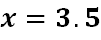 x = 3.5